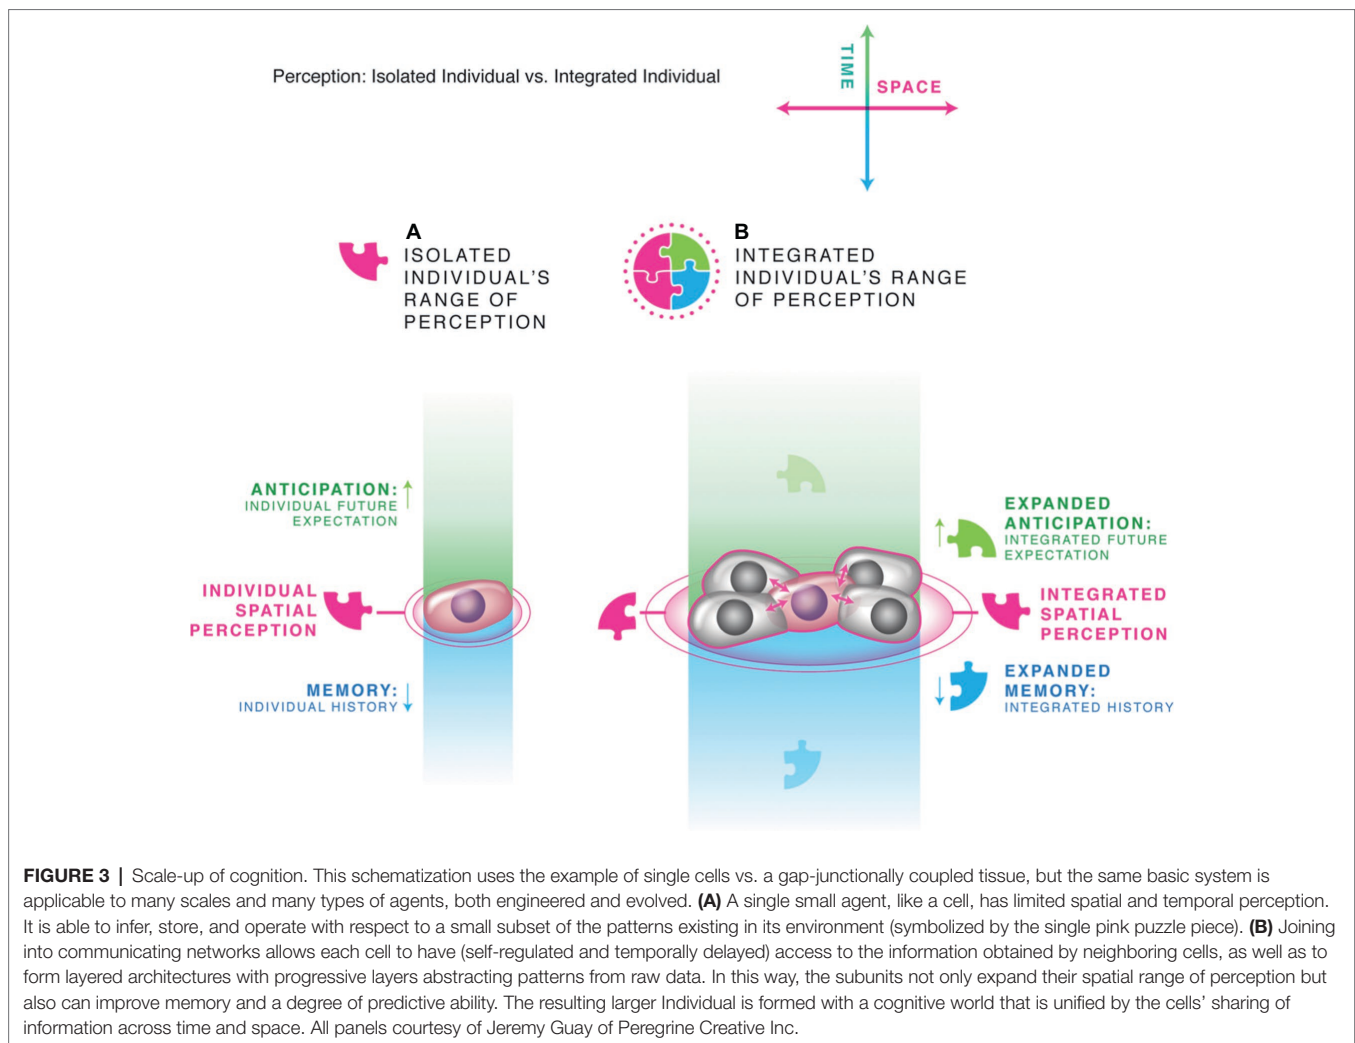 Perception: Isolated Individual vs. Integrated Individual
TIME
SPACE
A
ISOLATED
INDIVIDUAL'S
RANGE OF
PERCEPTION
B
INTEGRATED
INDIVIDUAL'S RANGE
OF PERCEPTION
ANTICIPATION:
INDIVIDUAL FUTURE
EXPECTATION
INDIVIDUAL
SPATIAL
PERCEPTION
MEMORY:
INDIVIDUAL HISTORY
EXPANDED
ANTICIPATION:
INTEGRATED FUTURE
EXPECTATION
INTEGRATED
SPATIAL
PERCEPTION
EXPANDED
MEMORY:
INTEGRATED HISTORY
FIGURE 3 | Scale-up of cognition. This schematization uses the example of single cells vs. a gap-junctionally coupled tissue, but the same basic system is
applicable to many scales and many types of agents, both engineered and evolved. (A) A single small agent, like a cell, has limited spatial and temporal perception.
It is able to infer, store, and operate with respect to a small subset of the patterns existing in its environment (symbolized by the single pink puzzle piece). (B) Joining
into communicating networks allows each cell to have (self-regulated and temporally delayed) access to the information obtained by neighboring cells, as well as to
form layered architectures with progressive layers abstracting patterns from raw data. In this way, the subunits not only expand their spatial range of perception but
also can improve memory and a degree of predictive ability. The resulting larger Individual is formed with a cognitive world that is unified by the cells' sharing of
information across time and space. All panels courtesy of Jeremy Guay of Peregrine Creative Inc.